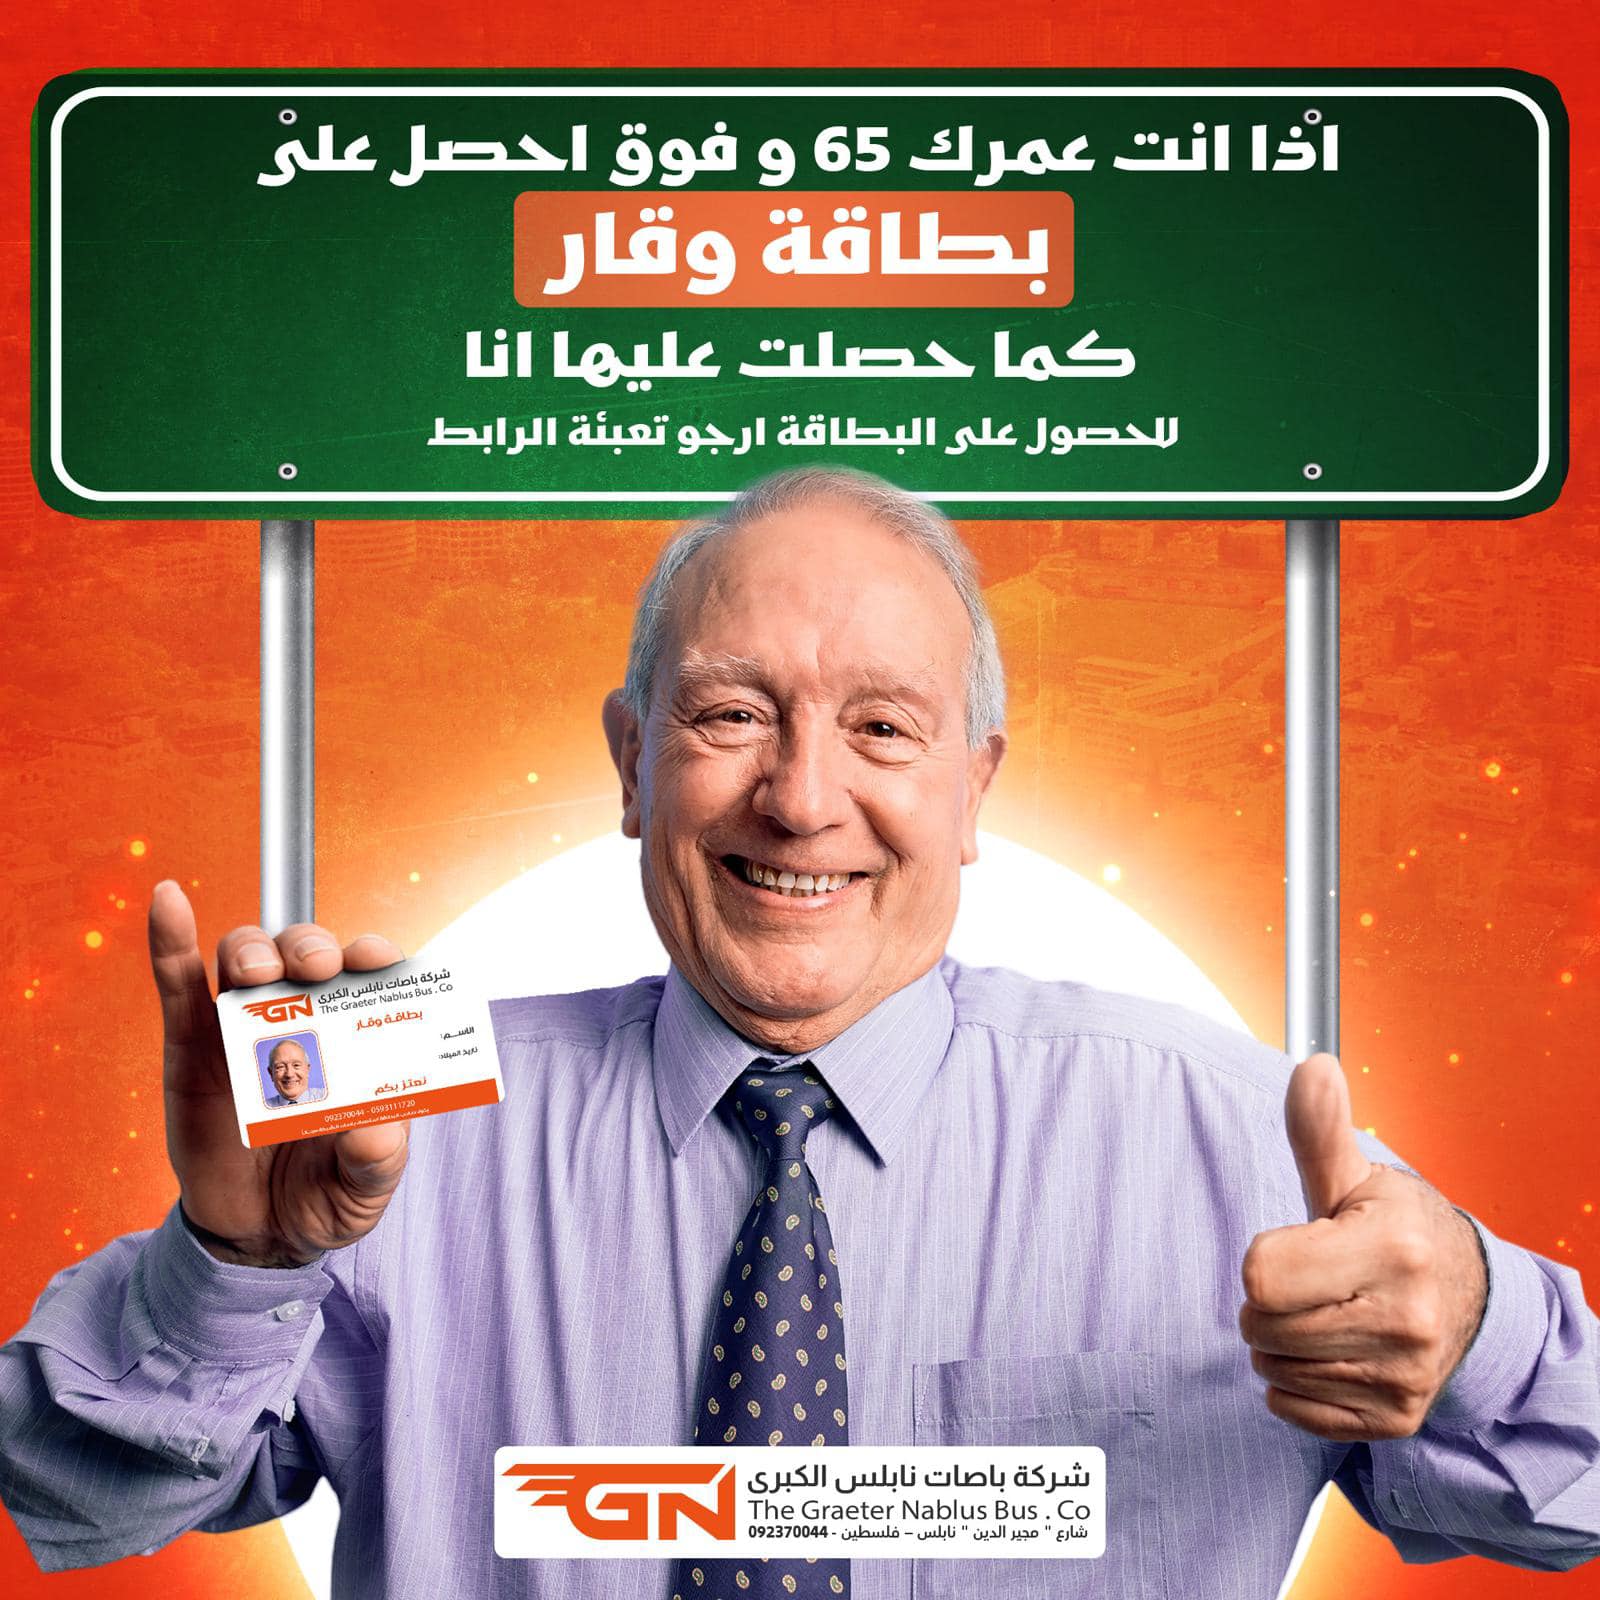 اذا انت عمرك 65 و فوق احصل على
بطاقة وقار
كما حصلت عليها انا
للحصول على البطاقة ارجو تعبئة الرابط
شركة باصات نابلس الكبرى
The Graeter Nablus Bus . Co
GN
بطاقة وقار
الاســـم:
تاريخ الميلاد:
نعتز بكم
092370044 - 0593111720
GN
شركة باصات نابلس الكبرى
The Graeter Nablus Bus . Co
شارع " مجير الدين " نابلس – فلسطين - 092370044